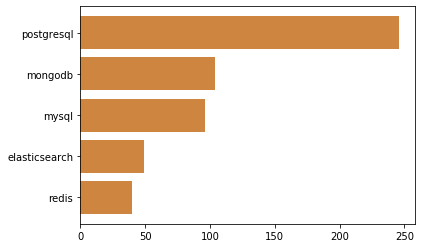 postgresql
mongodb
mysql
elasticsearch
redis
0 50 100 150 200 250